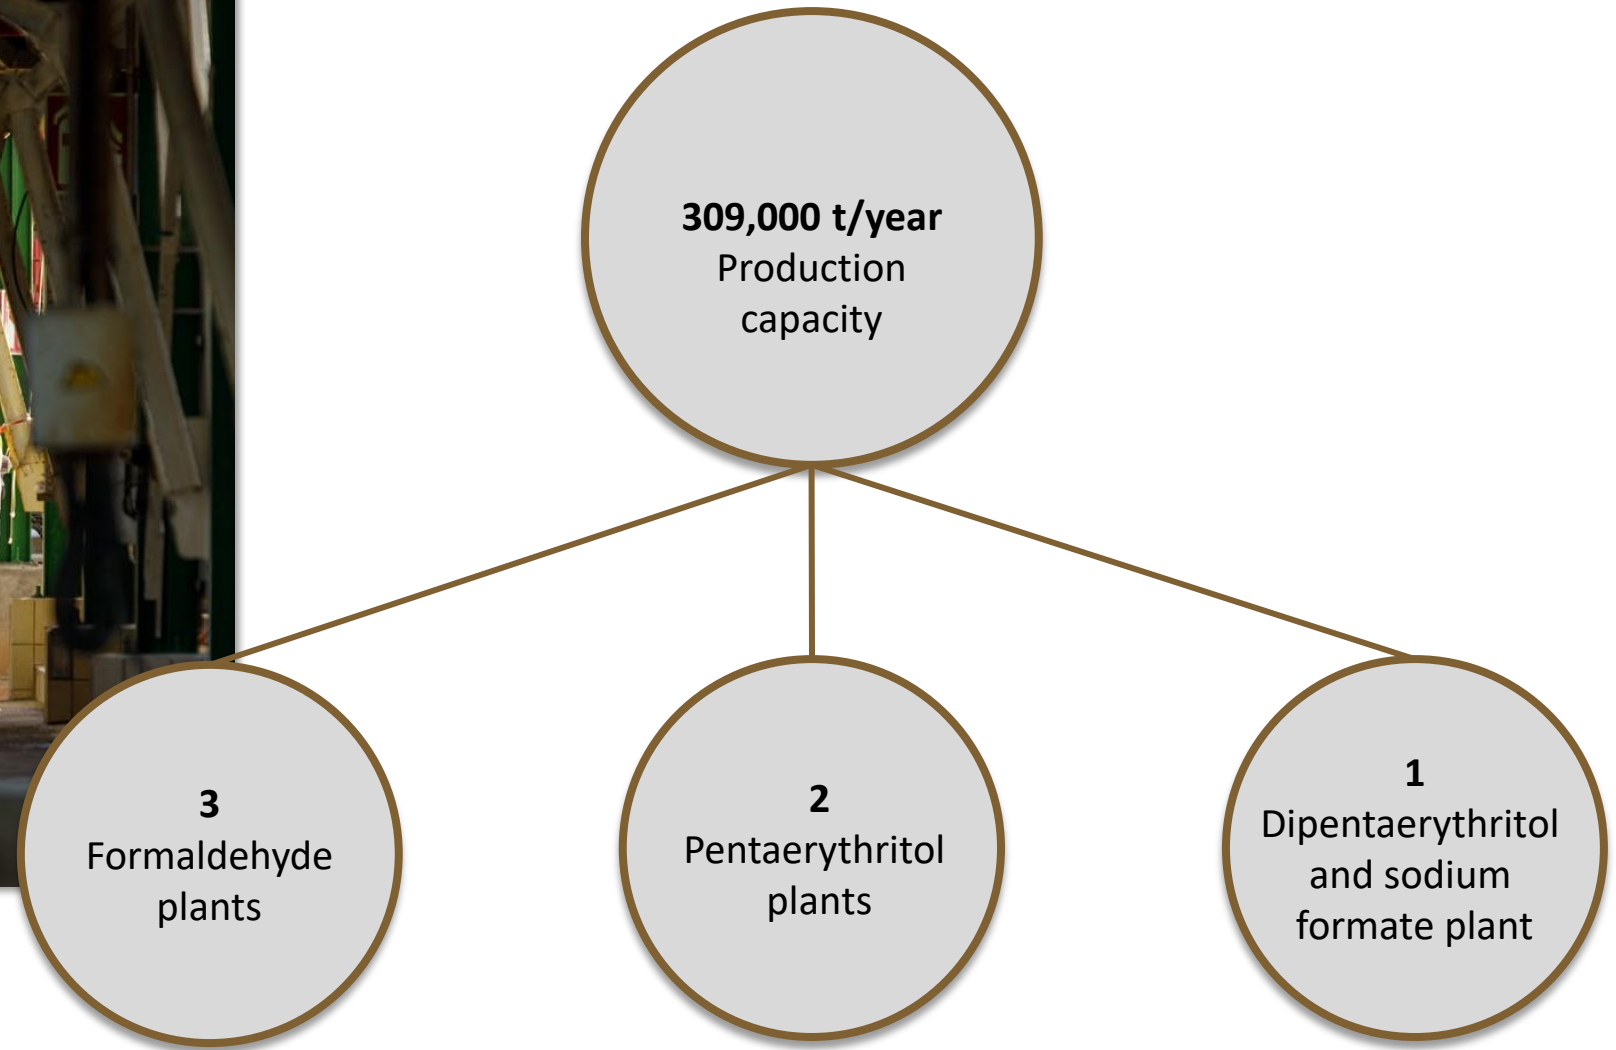 309,000 t/year
Production
capacity
3
Formaldehyde
plants
2
Pentaerythritol
plants
1
Dipentaerythritol
and sodium
formate plant